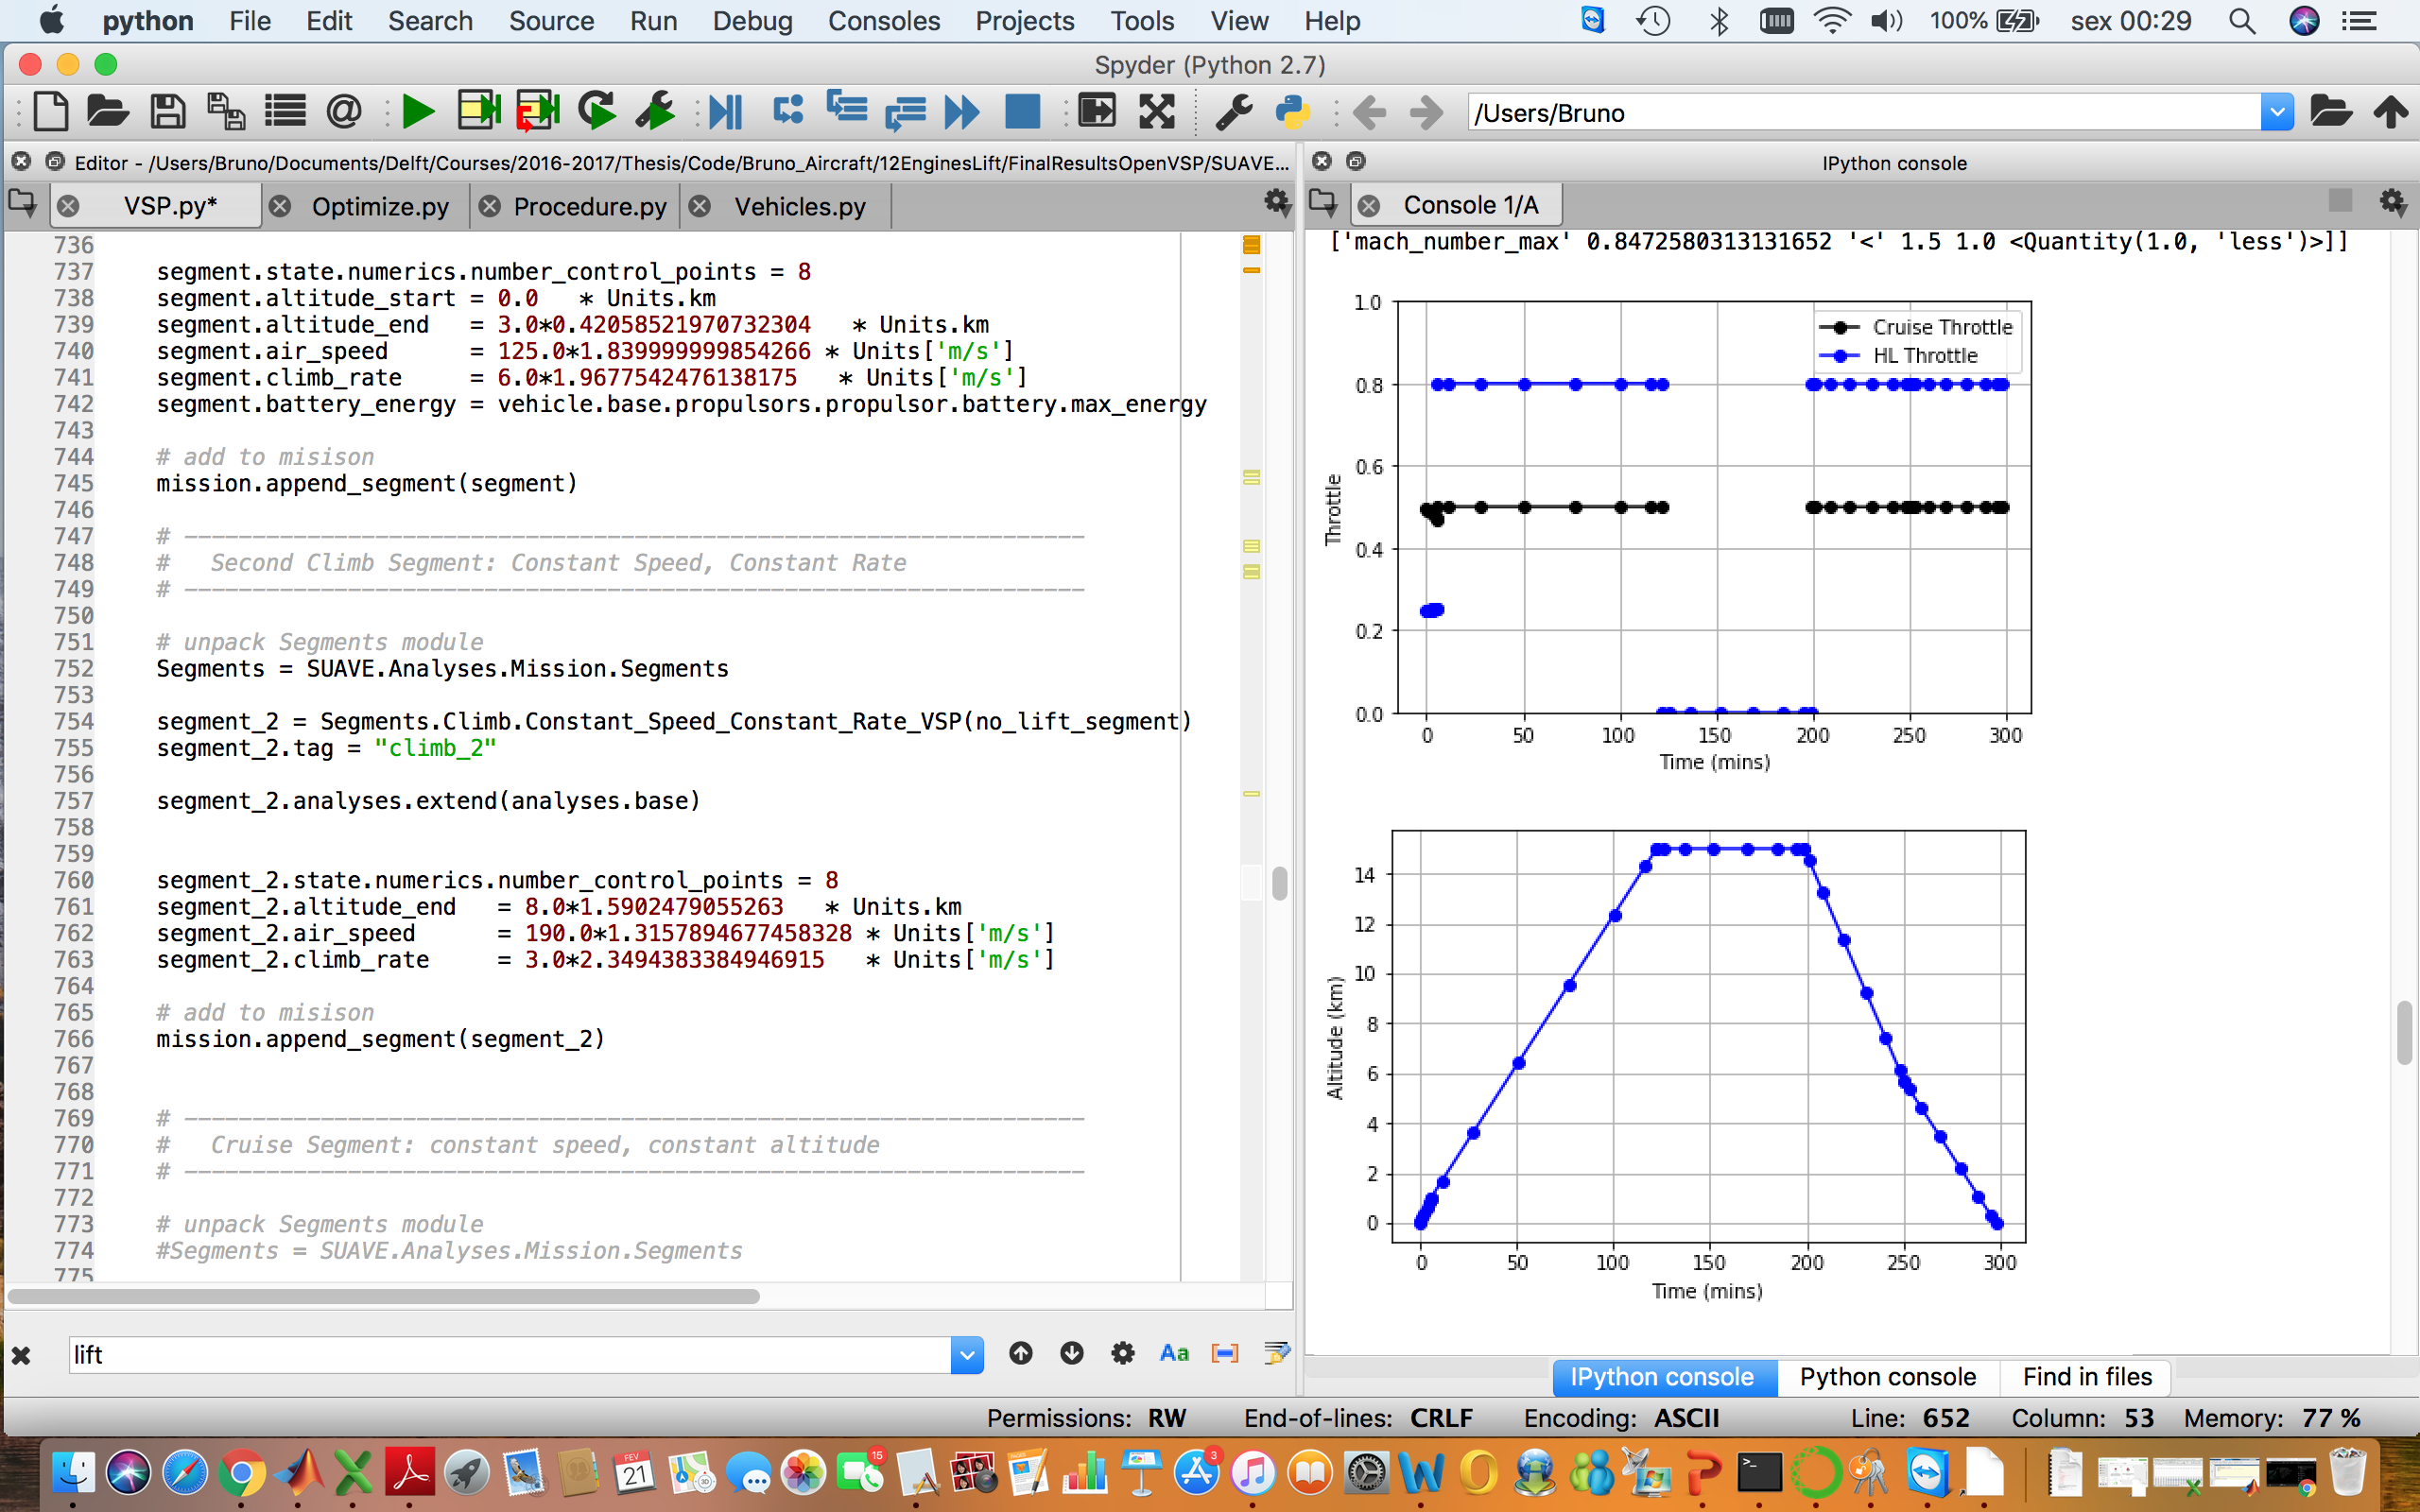 python File Edit Search Source Run Debug Consoles Projects Tools View Help 100% sex 00:29
Spyder (Python 2.7)
/Users/Bruno
Editor - /Users/Bruno/Documents/Delft/Courses/2016-2017/Thesis/Code/Bruno_Aircraft/12EnginesLift/FinalResultsOpenVSP/SUAVE...
VSP.py* Optimize.py Procedure.py Vehicles.py
736
737 segment.state.numerics.number_control_points = 8
738 segment.altitude_start = 0.0 * Units.km
739 segment.altitude_end = 3.0*0.42058521970732304 * Units.km
740 segment.air_speed = 125.0*1.839999999854266 * Units['m/s']
741 segment.climb_rate = 6.0*1.9677542476138175 * Units['m/s']
742 segment.battery_energy = vehicle.base.propulsors.propulsor.battery.max_energy
743
744 # add to misison
745 mission.append_segment(segment)
746
747 # ------------------------------------------------------------------
748 # Second Climb Segment: Constant Speed, Constant Rate
749 # ------------------------------------------------------------------
750
751 # unpack Segments module
752 Segments = SUAVE.Analyses.Mission.Segments
753
754 segment_2 = Segments.Climb.Constant_Speed_Constant_Rate_VSP(no_lift_segment)
755 segment_2.tag = "climb_2"
756
757 segment_2.analyses.extend(analyses.base)
758
759
760 segment_2.state.numerics.number_control_points = 8
761 segment_2.altitude_end = 8.0*1.5902479055263 * Units.km
762 segment_2.air_speed = 190.0*1.3157894677458328 * Units['m/s']
763 segment_2.climb_rate = 3.0*2.3494383384946915 * Units['m/s']
764
765 # add to misison
766 mission.append_segment(segment_2)
767
768
769 # ------------------------------------------------------------------
770 # Cruise Segment: constant speed, constant altitude
771 # ------------------------------------------------------------------
772
773 # unpack Segments module
774 #Segments = SUAVE.Analyses.Mission.Segments
775
lift
Aa
IPython console
Console 1/A
['mach_number_max' 0.8472580313131652 '<' 1.5 1.0 <Quantity(1.0, 'less')>]]
1.0
0.8
0.6
0.4
0.2
0.0
Throttle
Cruise Throttle
HL Throttle
0 50 100 150 200 250 300
Time (mins)
14
12
10
8
6
4
2
0
Altitude (km)
0 50 100 150 200 250 300
Time (mins)
IPython console Python console Find in files
Permissions: RW End-of-lines: CRLF Encoding: ASCII Line: 652 Column: 53 Memory: 77 %
FEV
21
15
3